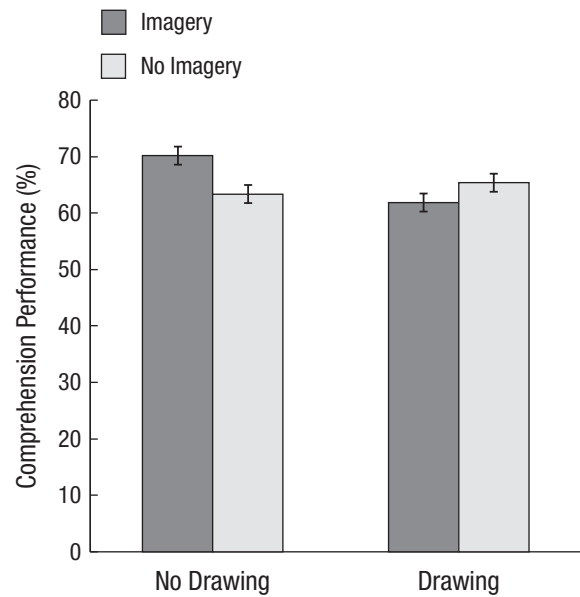 Imagery
No Imagery
80
70
60
50
40
30
20
10
0
Comprehension Performance (%)
No Drawing
Drawing